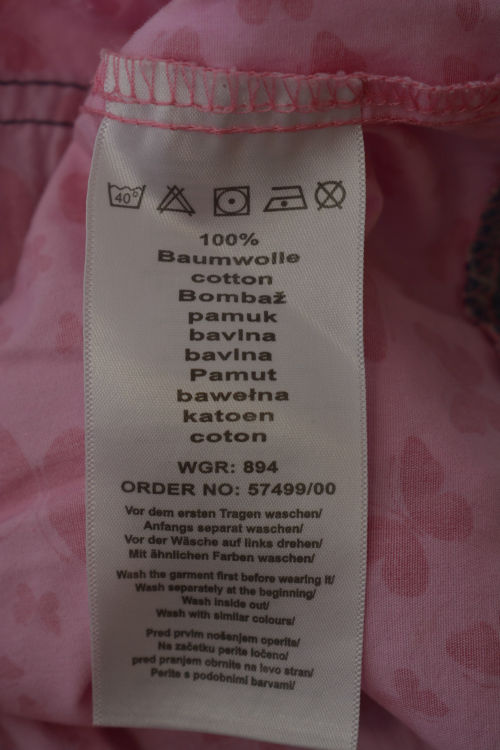 40°
100%
Baumwolle
cotton
Bombaž
pamuk
bavlna
bavlna
Pamut
bawełna
katoen
coton
WGR: 894
ORDER NO: 57499/00
Vor dem ersten Tragen waschen/
Anfangs separat waschen/
Vor der Wäsche auf links drehen/
Mit ähnlichen Farben waschen/
Wash the garment first before wearing it/
Wash separately at the beginning/
Wash inside out/
Wash with similar colours/
Pred prvim nošenjem operite/
Na začetku perite ločeno/
pred pranjem obrnite na levo stran/
Perite s podobnimi barvami/